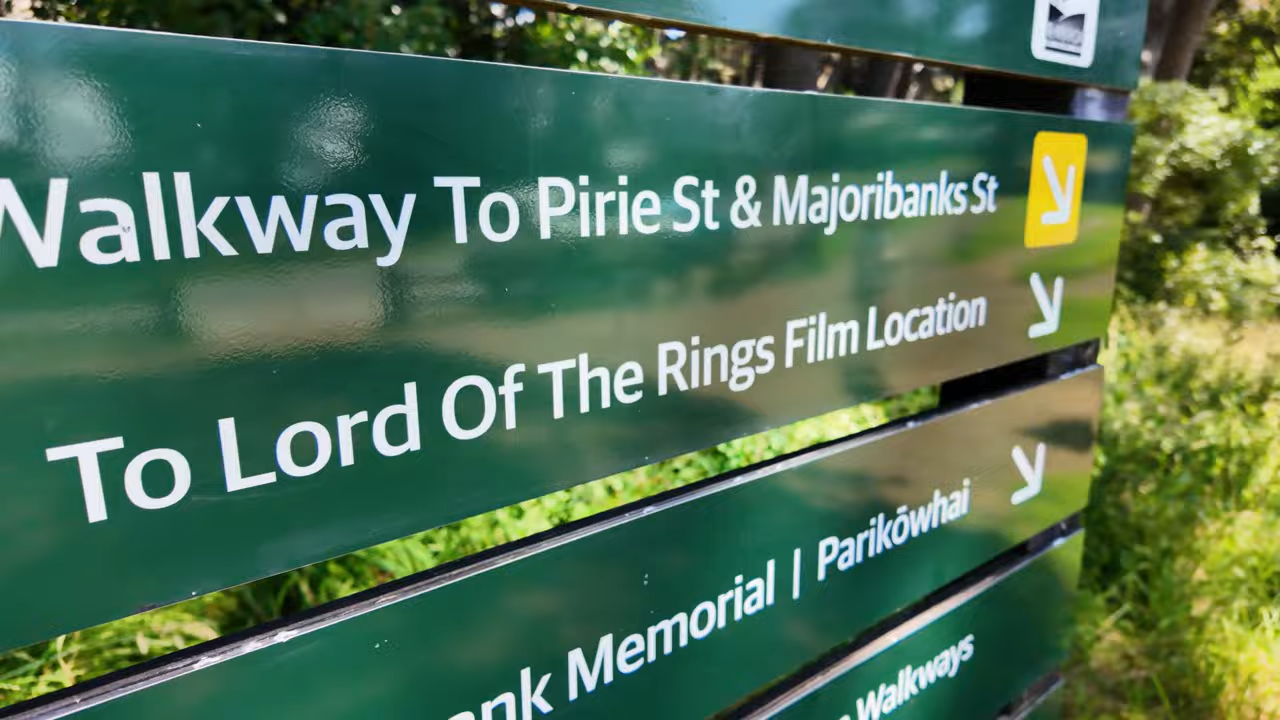 Walkway To Pirie St & Majoribanks St
To Lord Of The Rings Film Location
Memorial | Parikōwhai
Walkways